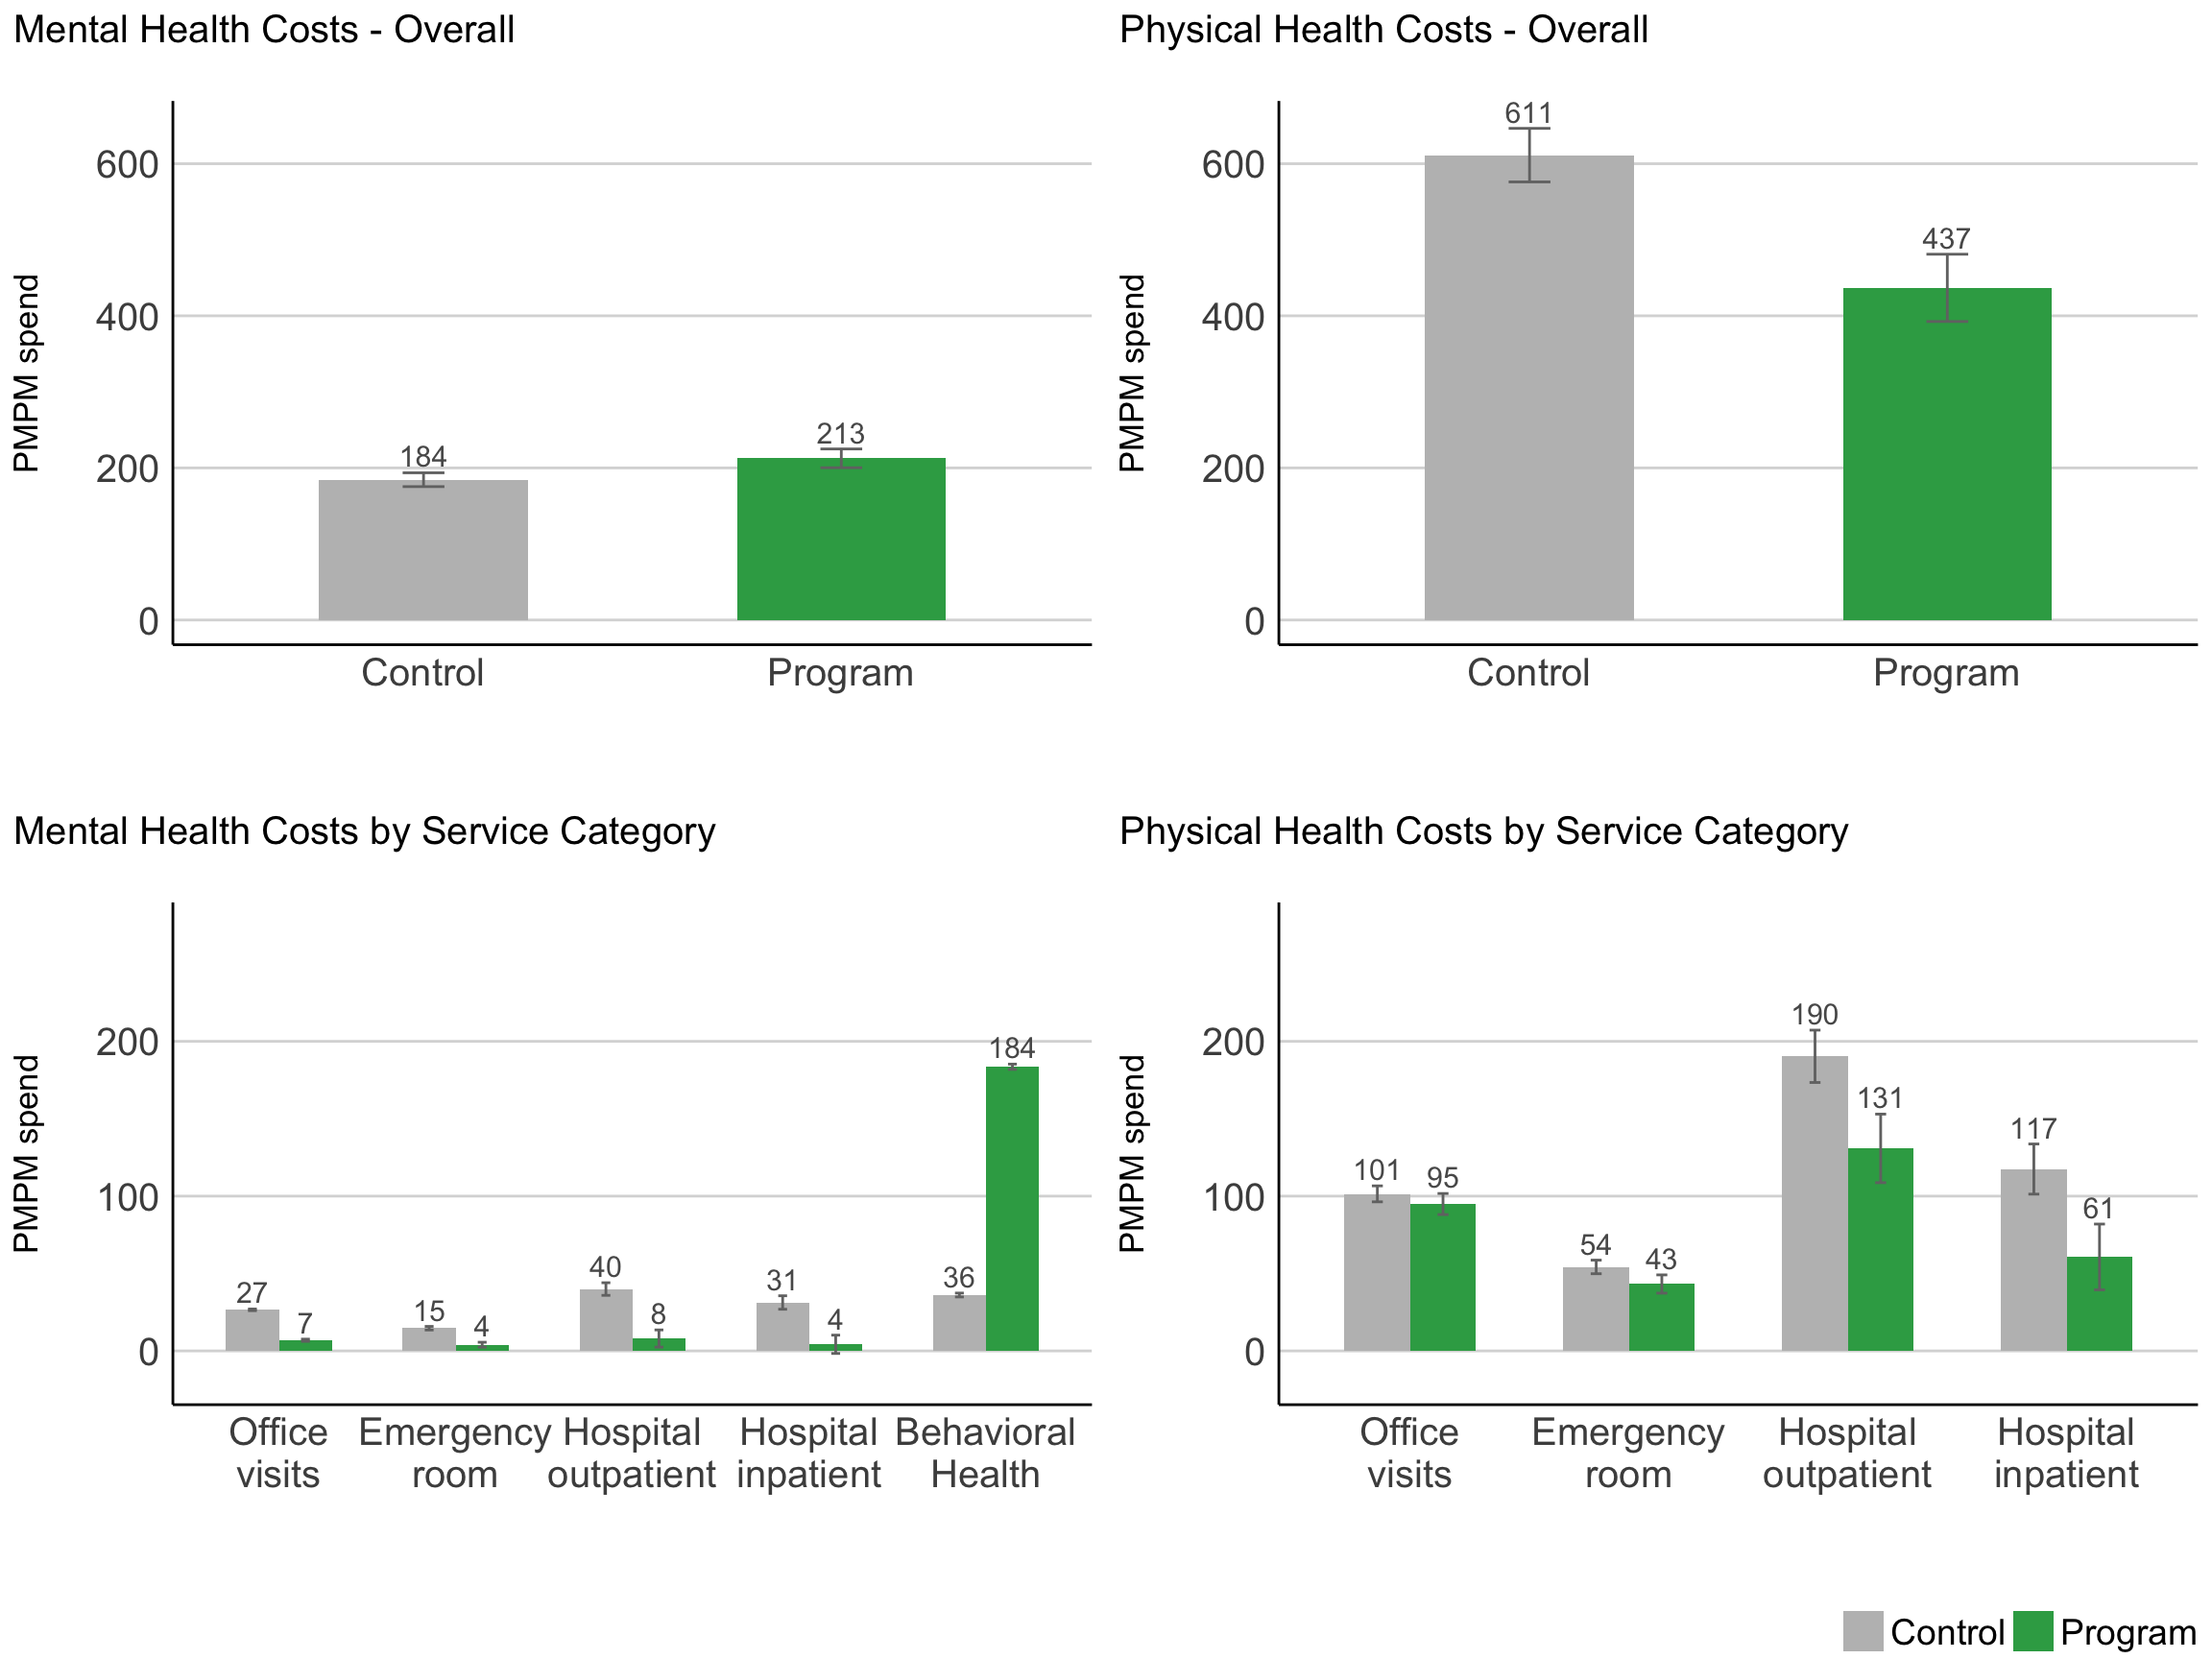 Mental Health Costs - Overall
PMPM spend
600
400
200
0
184
213
Control
Program
Physical Health Costs - Overall
PMPM spend
600
400
200
0
611
437
Control
Program
Mental Health Costs by Service Category
PMPM spend
200
100
0
27
7
15
4
40
8
31
4
36
184
Office
visits
Emergency
room
Hospital
outpatient
Hospital
inpatient
Behavioral
Health
Physical Health Costs by Service Category
PMPM spend
200
100
0
101
95
54
43
190
131
117
61
Office
visits
Emergency
room
Hospital
outpatient
Hospital
inpatient
Control
Program